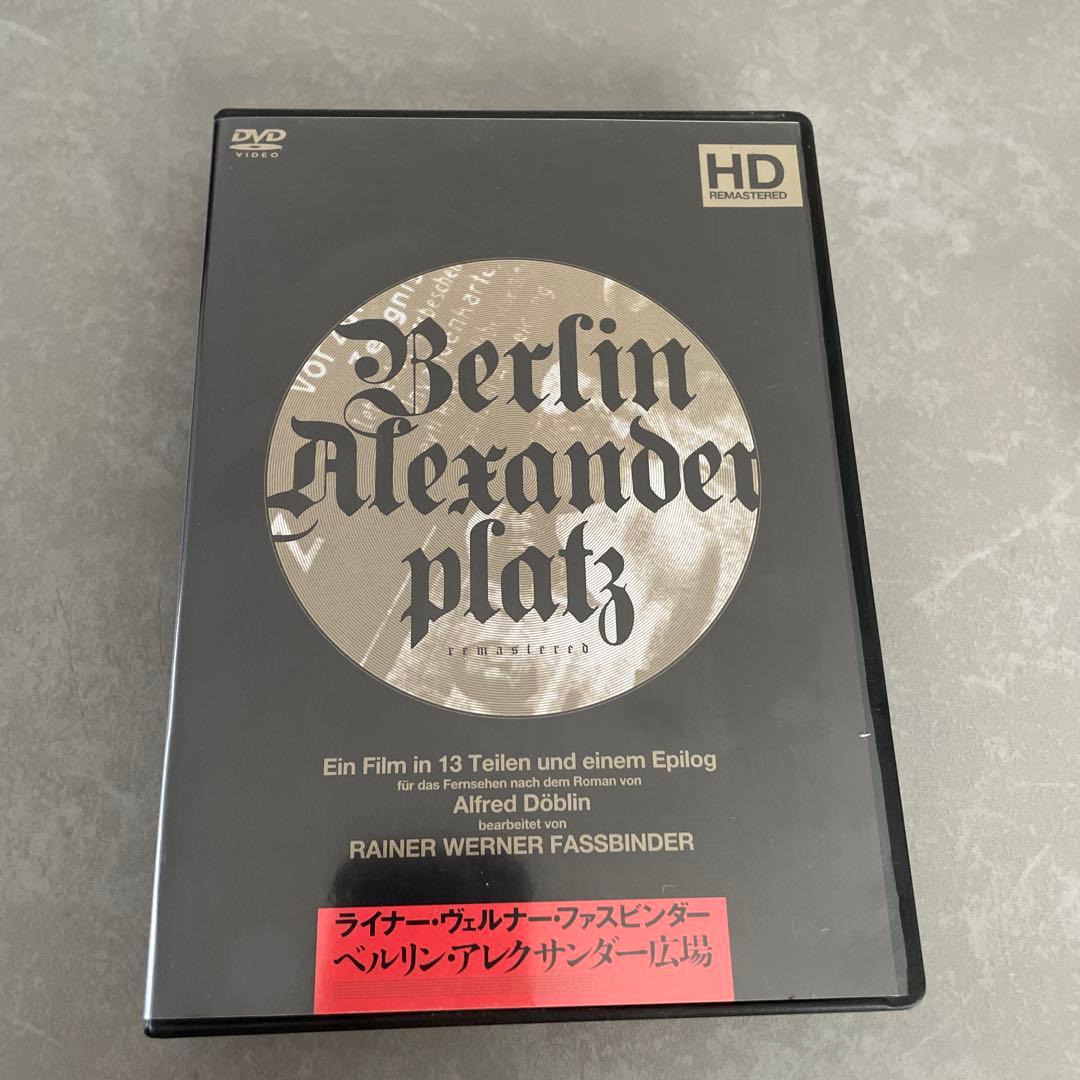 DVD
VIDEO
HD
REMASTERED
Berlin
Alexander
platz
remastered
Ein Film in 13 Teilen und einem Epilog
für das Fernsehen nach dem Roman von
Alfred Döblin
bearbeitet von
RAINER WERNER FASSBINDER
ライナー・ヴェルナー・ファスビンダー
ベルリン・アレクサンダー広場